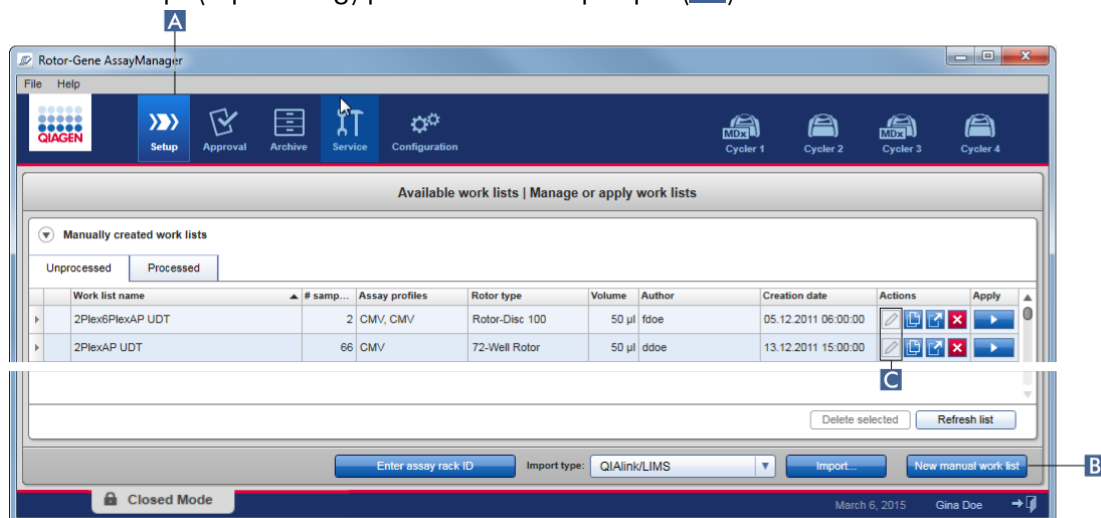 A
Rotor-Gene AssayManager
File Help
QIAGEN
Setup Approval Archive Service Configuration MDx Cycler 1 Cycler 2 MDx Cycler 3 Cycler 4
Available work lists | Manage or apply work lists
Manually created work lists
Unprocessed Processed
Work list name # samp... Assay profiles Rotor type Volume Author Creation date Actions Apply
2Plex6PlexAP UDT 2 CMV, CMV Rotor-Disc 100 50 µl fdoe 05.12.2011 06:00:00
2PlexAP UDT 66 CMV 72-Well Rotor 50 µl ddoe 13.12.2011 15:00:00
C
Delete selected Refresh list
Enter assay rack ID Import type: QIAlink/LIMS Import... New manual work list B
Closed Mode March 6, 2015 Gina Doe